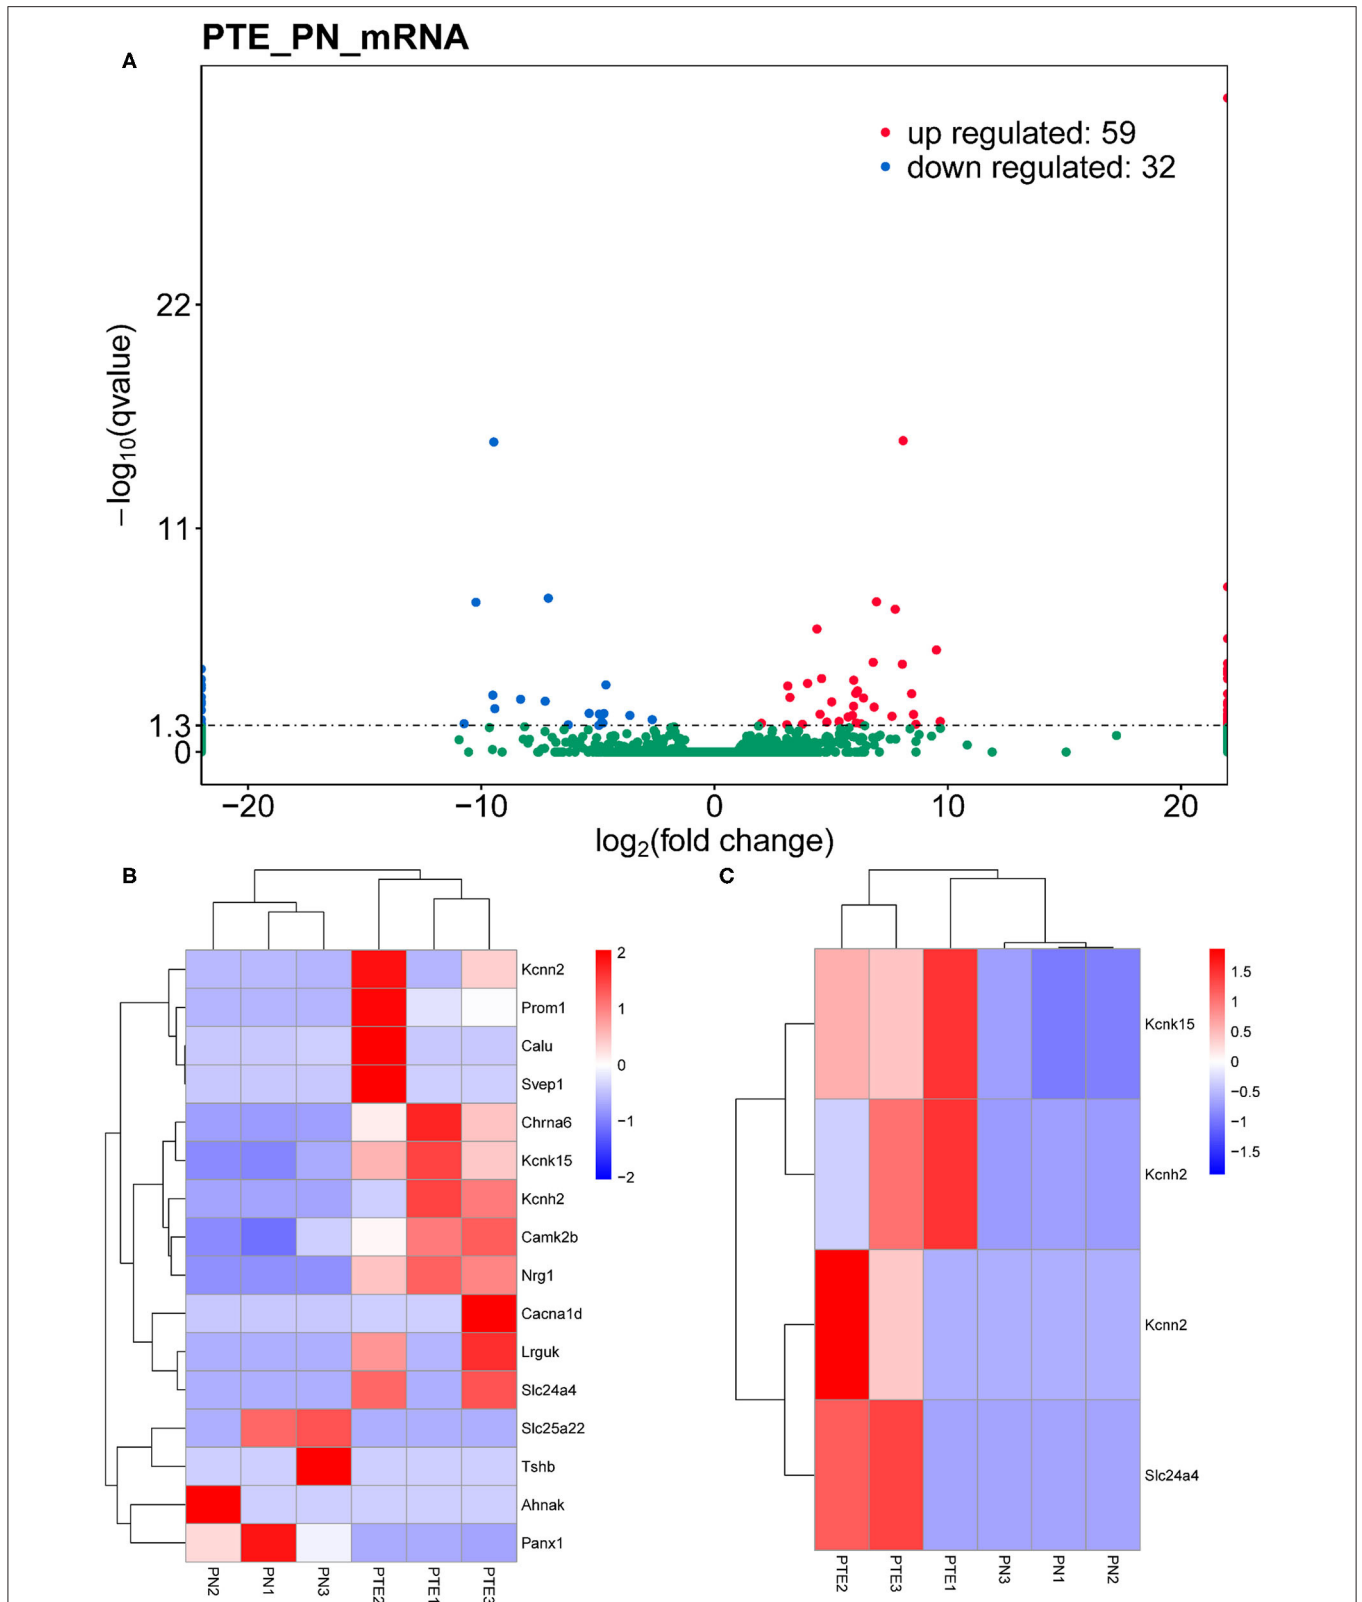 PTE_PN_mRNA
A
up regulated: 59
down regulated: 32
22
11
1.3
0
−log10(qvalue)
−20
−10
0
10
20
log2(fold change)
B
2
1
0
−1
−2
Kcnn2
Prom1
Calu
Svep1
Chrna6
Kcnk15
Kcnh2
Camk2b
Nrg1
Cacna1d
Lrguk
Slc24a4
Slc25a22
Tshb
Ahnak
Panx1
PN2
PN1
PN3
PTE2
PTE1
PTE3
C
1.5
1
0.5
0
−0.5
−1
−1.5
Kcnk15
Kcnh2
Kcnn2
Slc24a4
PTE2
PTE3
PTE1
PN3
PN1
PN2